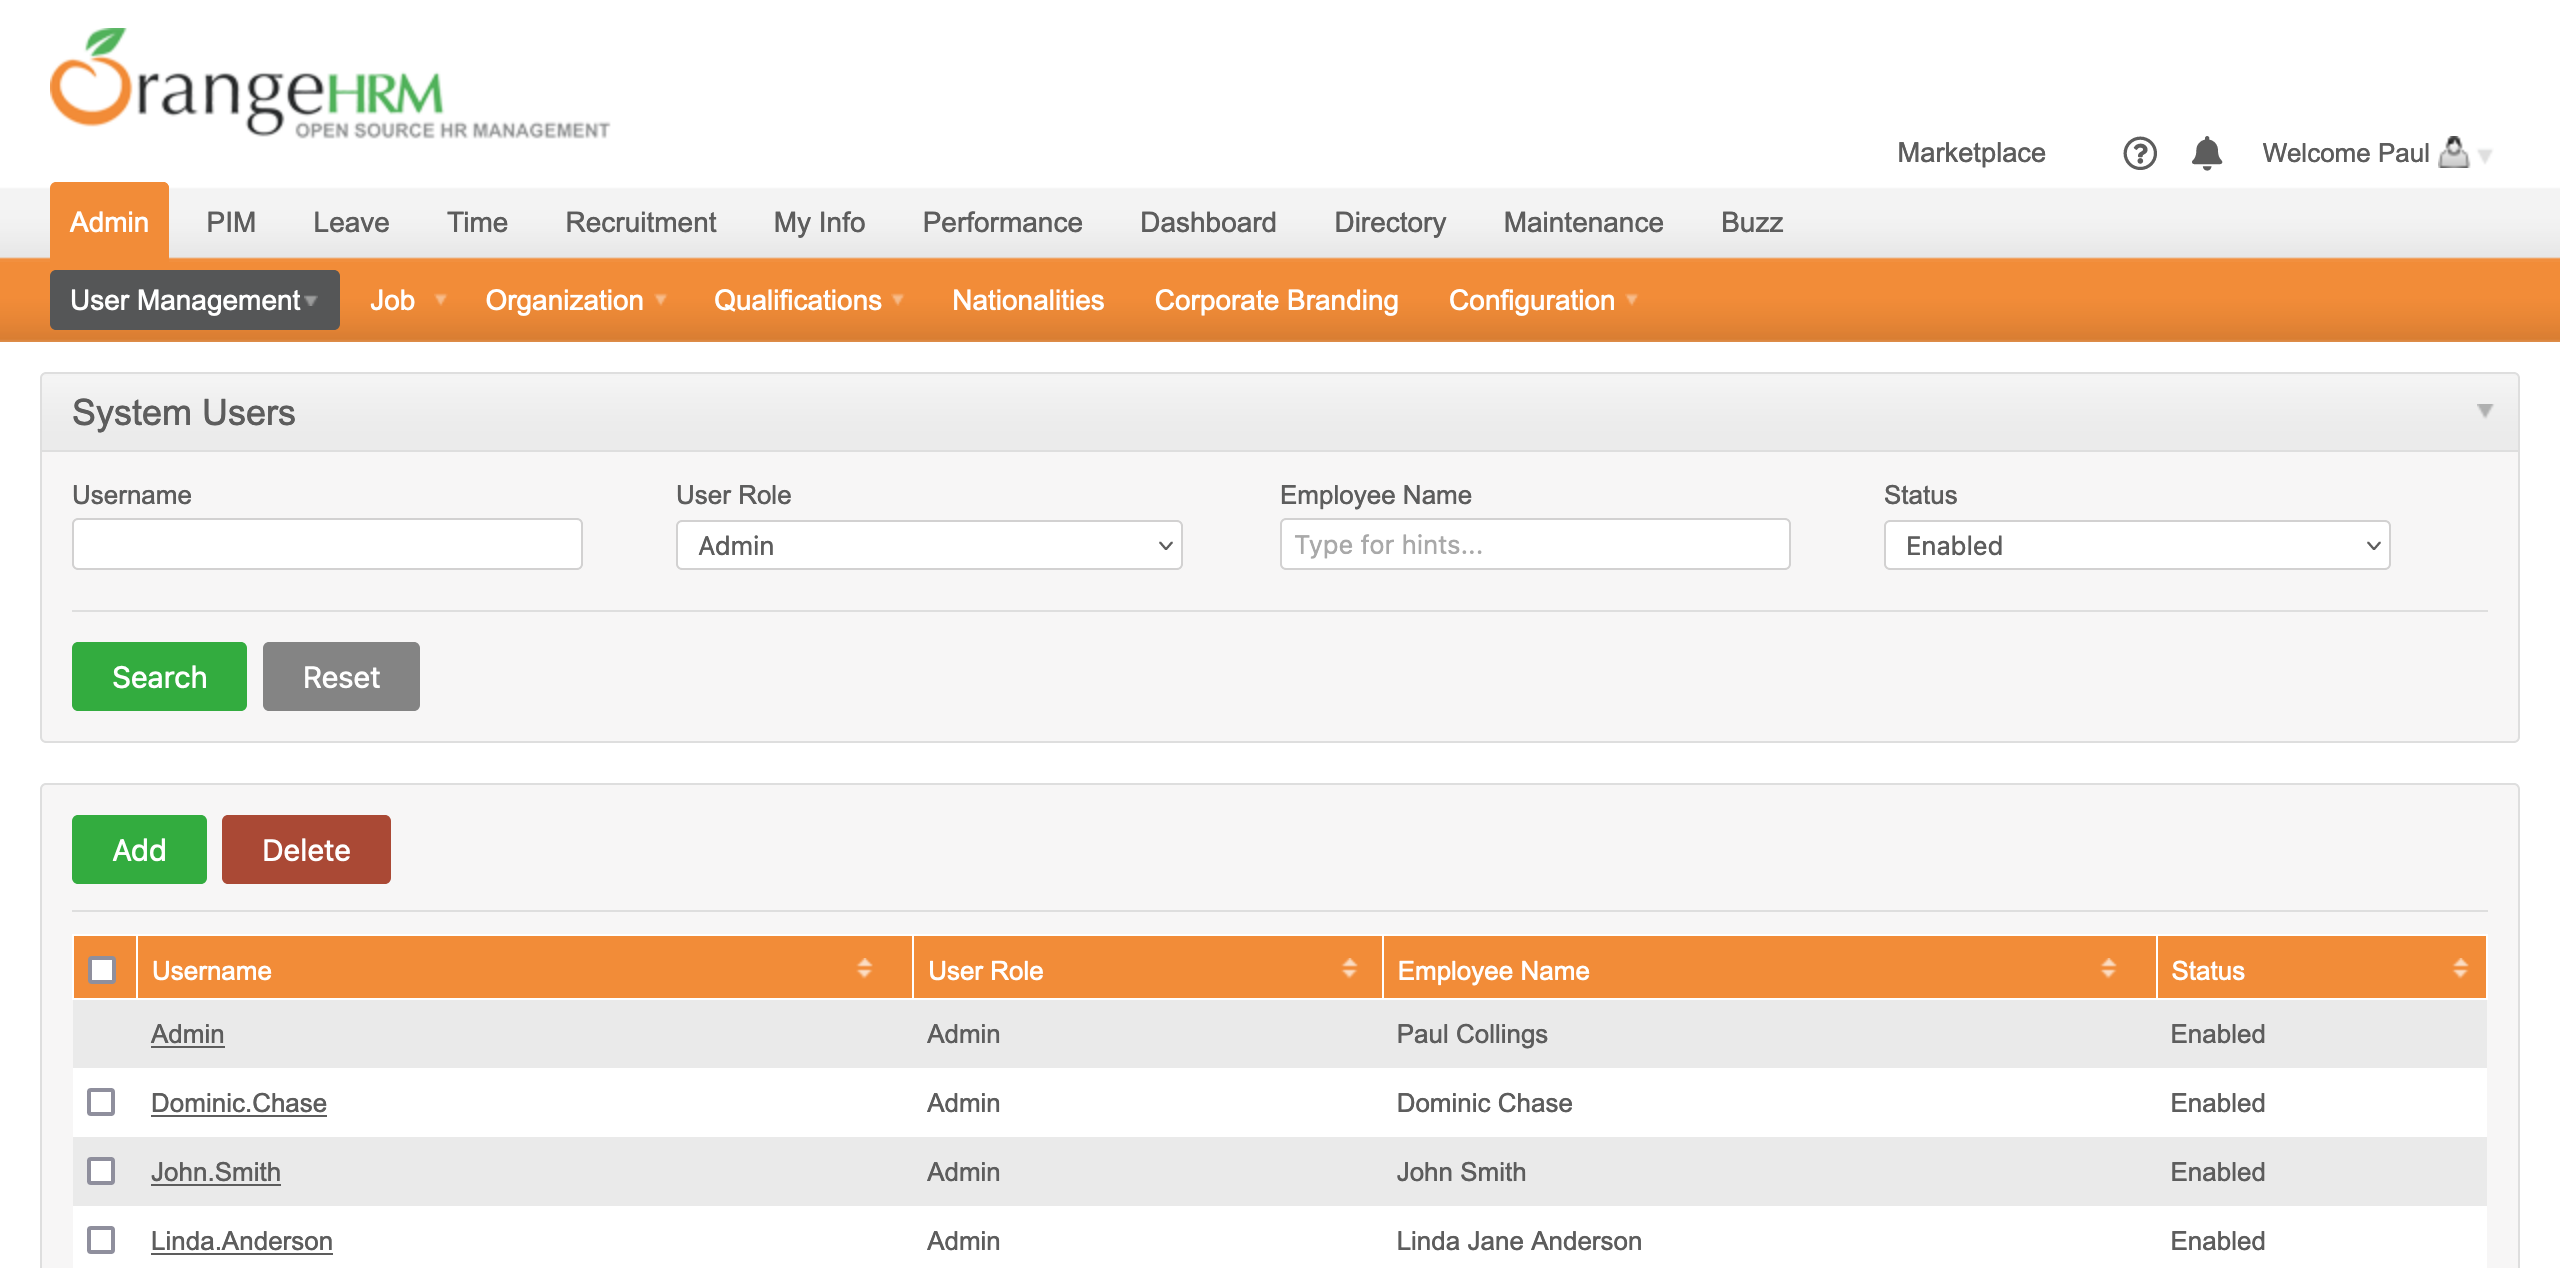 OrangeHRM
OPEN SOURCE HR MANAGEMENT
Marketplace ? Welcome Paul
Admin PIM Leave Time Recruitment My Info Performance Dashboard Directory Maintenance Buzz
User Management Job Organization Qualifications Nationalities Corporate Branding Configuration
System Users
Username User Role Employee Name Status
Admin Type for hints... Enabled
Search Reset
Add Delete
Username User Role Employee Name Status
Admin Admin Paul Collings Enabled
Dominic.Chase Admin Dominic Chase Enabled
John.Smith Admin John Smith Enabled
Linda.Anderson Admin Linda Jane Anderson Enabled